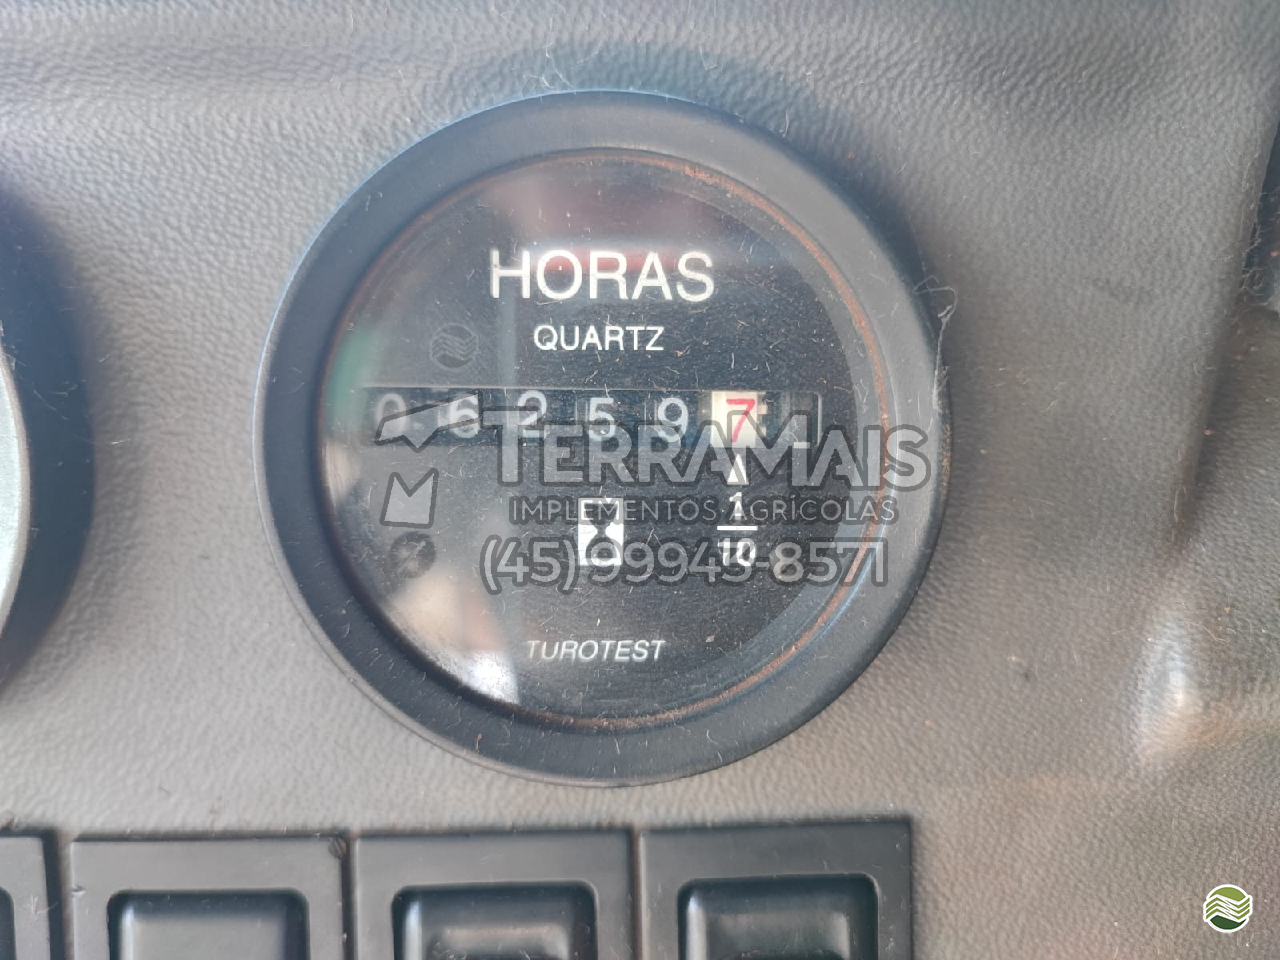 HORAS
QUARTZ
062597
TERRAMAIS
IMPLEMENTOS AGRÍCOLAS
1
10
(45) 99943-8571
TUROTEST